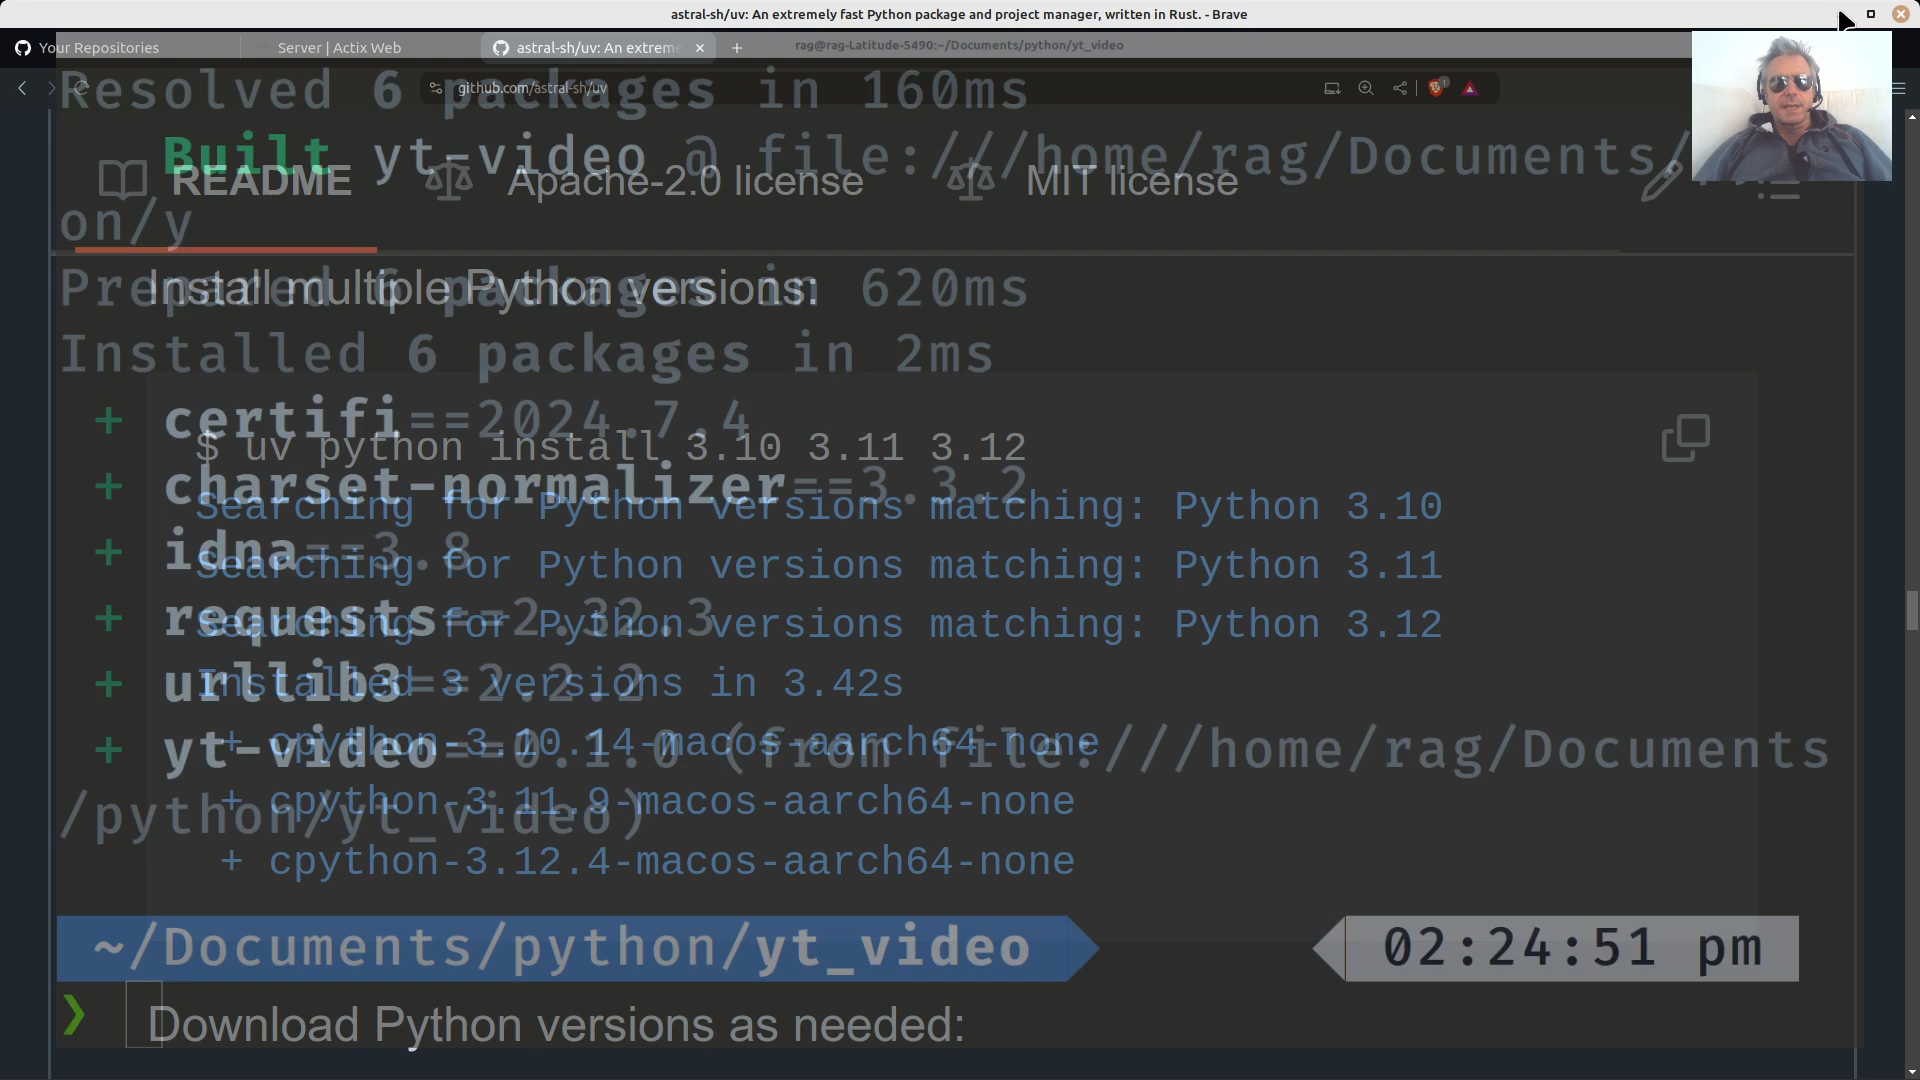 astral-sh/uv: An extremely fast Python package and project manager, written in Rust. - Brave
Your Repositories
Server | Actix Web
astral-sh/uv: An extreme
rag@rag-Latitude-5490:~/Documents/python/yt_video
github.com/astral-sh/uv
Resolved 6 packages in 160ms
Built yt-video @ file:///home/rag/Documents/
on/y
README
Apache-2.0 license
MIT license
Prepared 6 packages in 620ms
Install multiple Python versions:
Installed 6 packages in 2ms
+ certifi==2024.7.4
$ uv python install 3.10 3.11 3.12
+ charset-normalizer==3.3.2
Searching for Python versions matching: Python 3.10
+ idna==3.8
Searching for Python versions matching: Python 3.11
+ requests==2.32.3
Searching for Python versions matching: Python 3.12
+ urllib3==2.2.2
Installed 3 versions in 3.42s
+ yt-video==0.1.0 (from file:///home/rag/Documents
/python/yt_video)
+ cpython-3.10.14-macos-aarch64-none
+ cpython-3.11.9-macos-aarch64-none
+ cpython-3.12.4-macos-aarch64-none
~/Documents/python/yt_video
02:24:51 pm
❯
Download Python versions as needed: